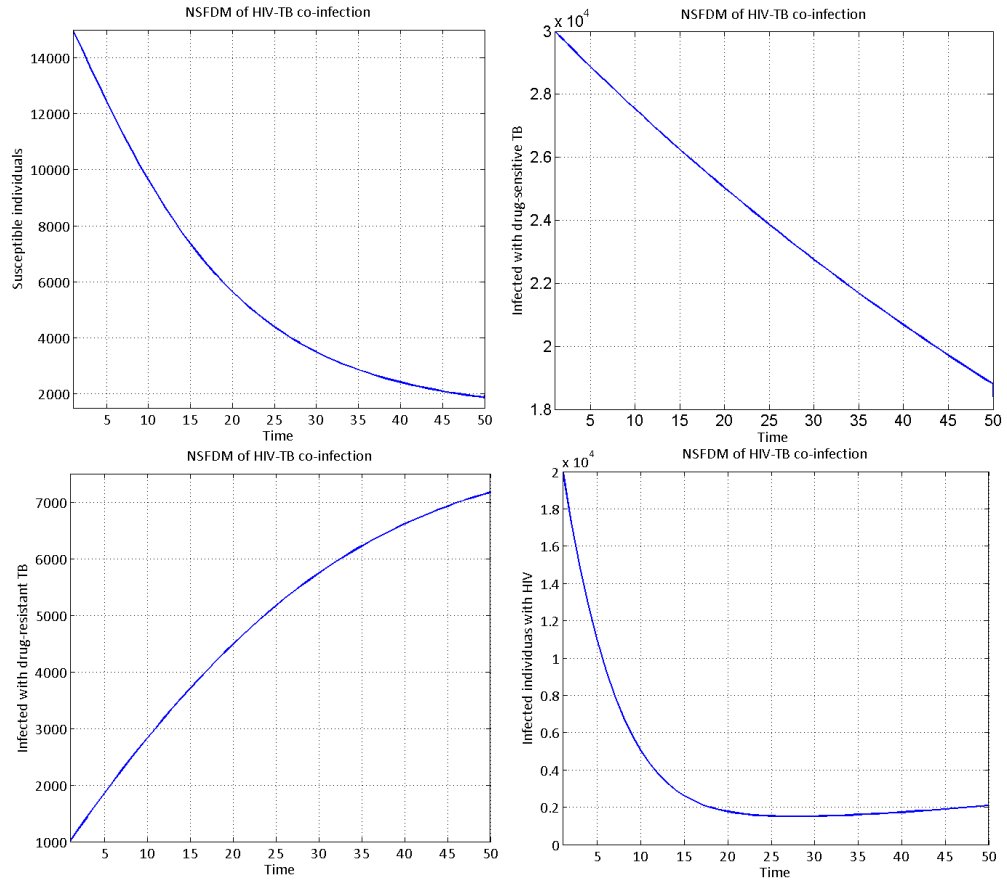 NSFDM of HIV-TB co-infection
Susceptible individuals
14000
12000
10000
8000
6000
4000
2000
5 10 15 20 25 30 35 40 45 50
Time
NSFDM of HIV-TB co-infection
x 10^4
Infected with drug-sensitive TB
3
2.8
2.6
2.4
2.2
2
1.8
5 10 15 20 25 30 35 40 45 50
Time
NSFDM of HIV-TB co-infection
Infected with drug-resistant TB
7000
6000
5000
4000
3000
2000
1000
5 10 15 20 25 30 35 40 45 50
Time
NSFDM of HIV-TB co-infection
x 10^4
Infected individuas with HIV
2
1.8
1.6
1.4
1.2
1
0.8
0.6
0.4
0.2
0
5 10 15 20 25 30 35 40 45 50
Time